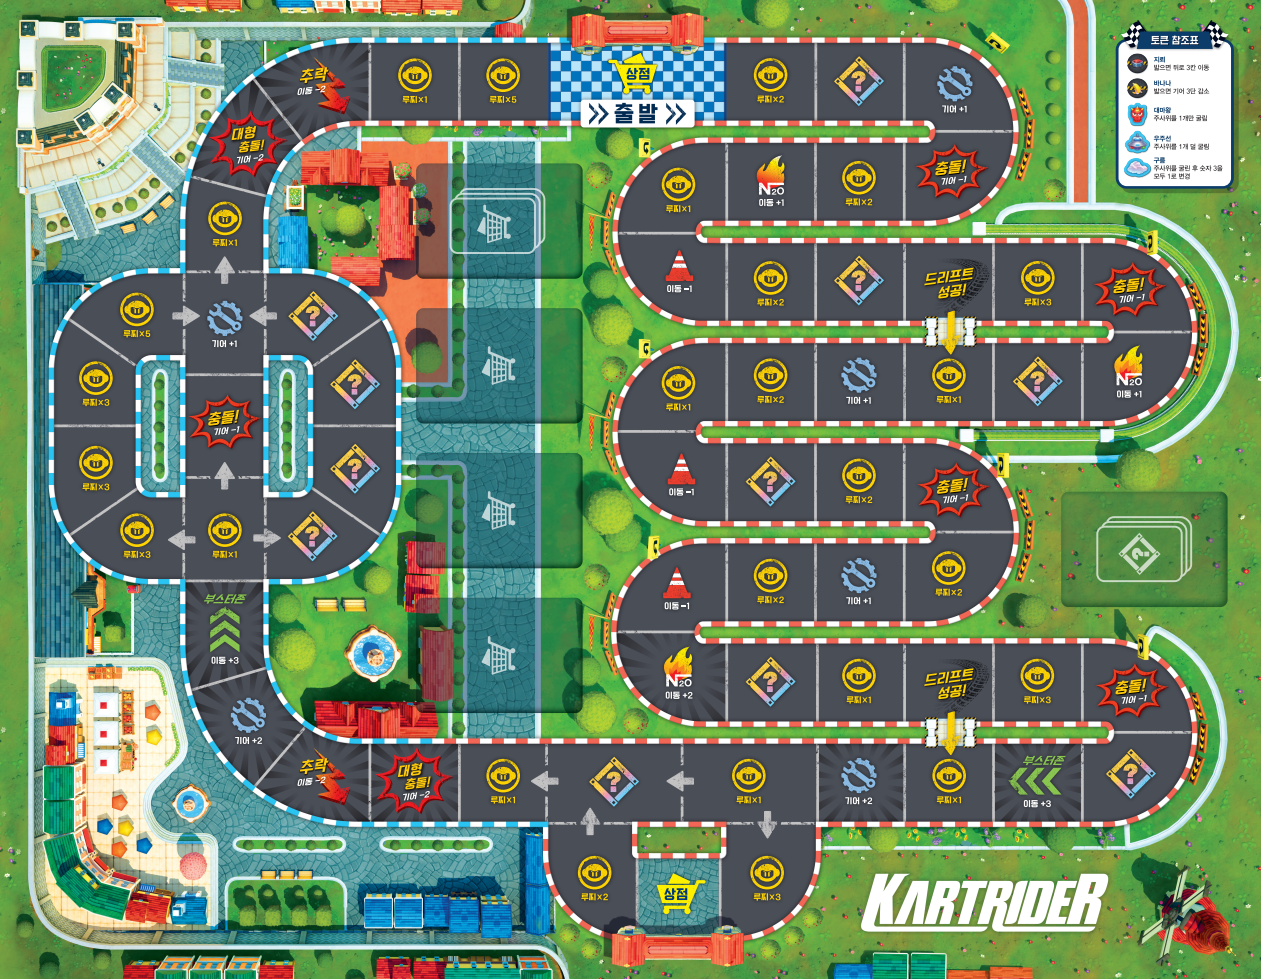 토큰 참조표
지뢰
밟으면 뒤로 3칸 이동
바나나
밟으면 기어 3단 감소
대마왕
주사위를 1개만 굴림
우주선
주사위를 1개 덜 굴림
구름
주사위를 굴린 후 숫자 3을
모두 1로 변경
추락
이동 -2
루찌×1
루찌×5
상점
출발
루찌×2
?
기어 +1
대형
충돌!
기어 -2
루찌×1
N2O
이동 +1
루찌×2
충돌!
기어 -1
루찌×1
이동 -1
루찌×2
?
드리프트
성공!
루찌×3
충돌!
기어 -1
루찌×5
기어 +1
?
루찌×3
?
루찌×1
루찌×2
기어 +1
루찌×1
?
N2O
이동 +1
충돌!
기어 -1
루찌×3
?
이동 -1
?
루찌×2
충돌!
기어 -1
루찌×3
루찌×1
?
이동 -1
루찌×2
기어 +1
루찌×2
?
부스터존
이동 +3
N2O
이동 +2
?
루찌×1
드리프트
성공!
루찌×3
충돌!
기어 -1
기어 +2
추락
이동 -2
대형
충돌!
기어 -2
루찌×1
?
루찌×1
기어 +2
루찌×1
부스터존
이동 +3
?
루찌×2
상점
루찌×3
KARTRIDER